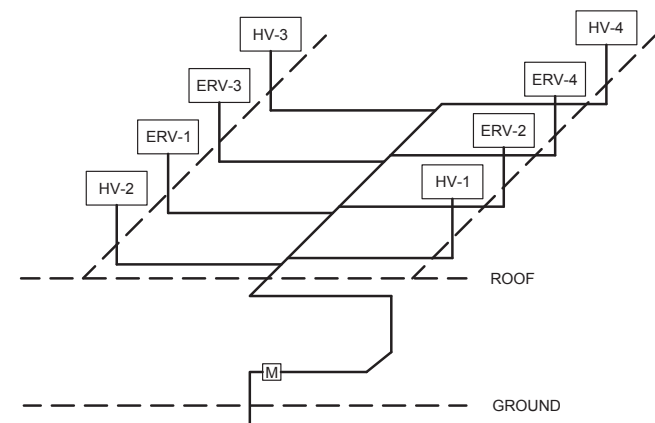 HV-3
HV-4
ERV-3
ERV-4
ERV-1
ERV-2
HV-2
HV-1
ROOF
M
GROUND